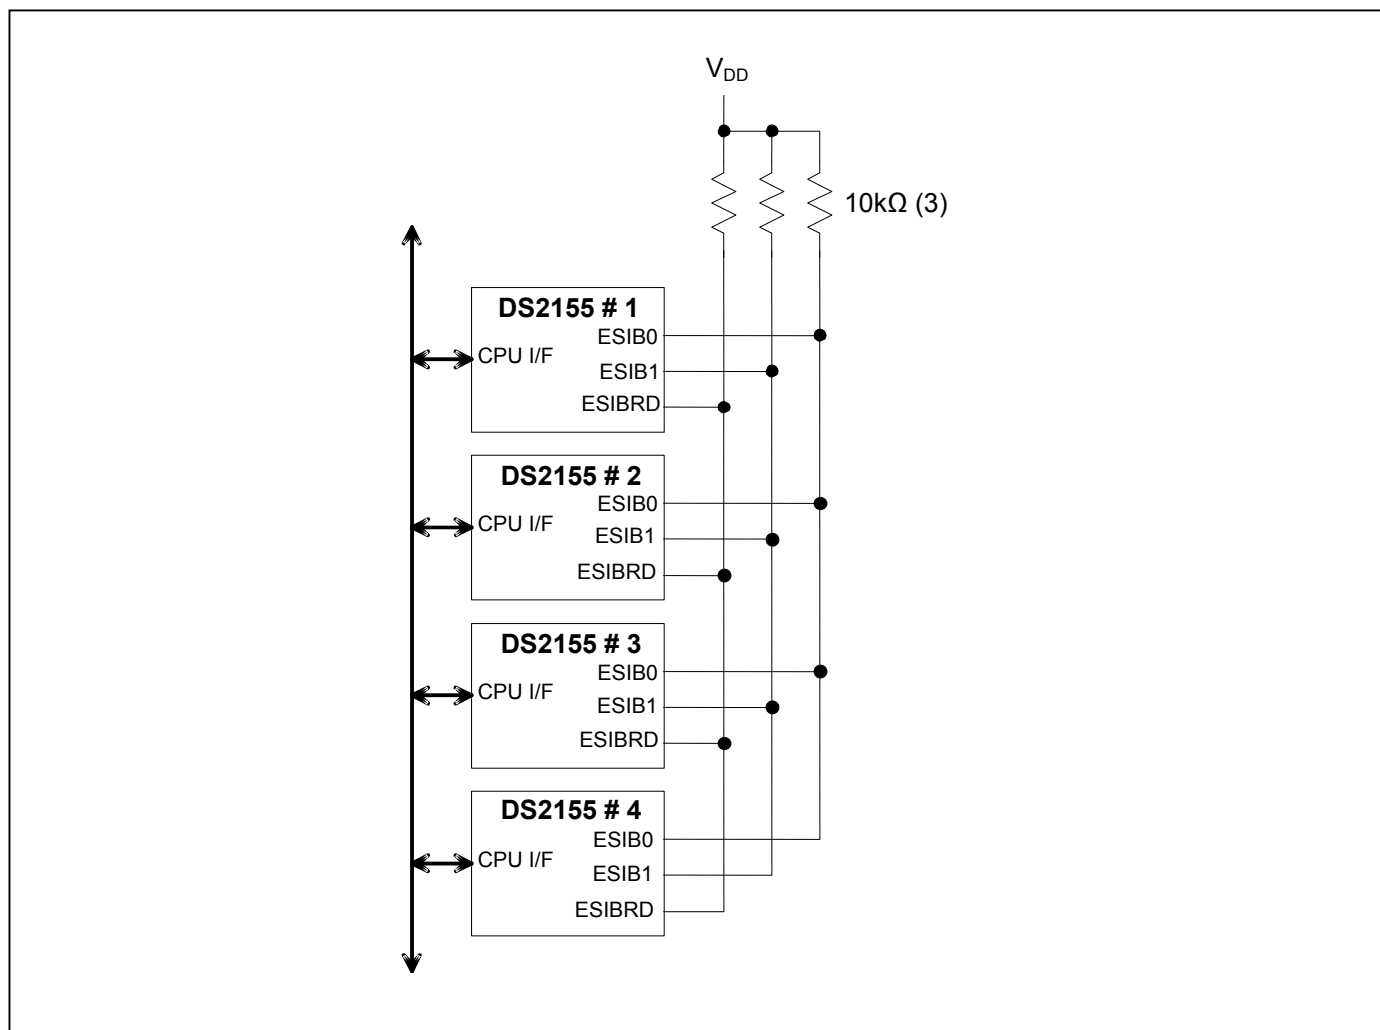 V_DD
10kΩ (3)
DS2155 # 1
ESIB0
CPU I/F
ESIB1
ESIBRD
DS2155 # 2
ESIB0
CPU I/F
ESIB1
ESIBRD
DS2155 # 3
ESIB0
CPU I/F
ESIB1
ESIBRD
DS2155 # 4
ESIB0
CPU I/F
ESIB1
ESIBRD